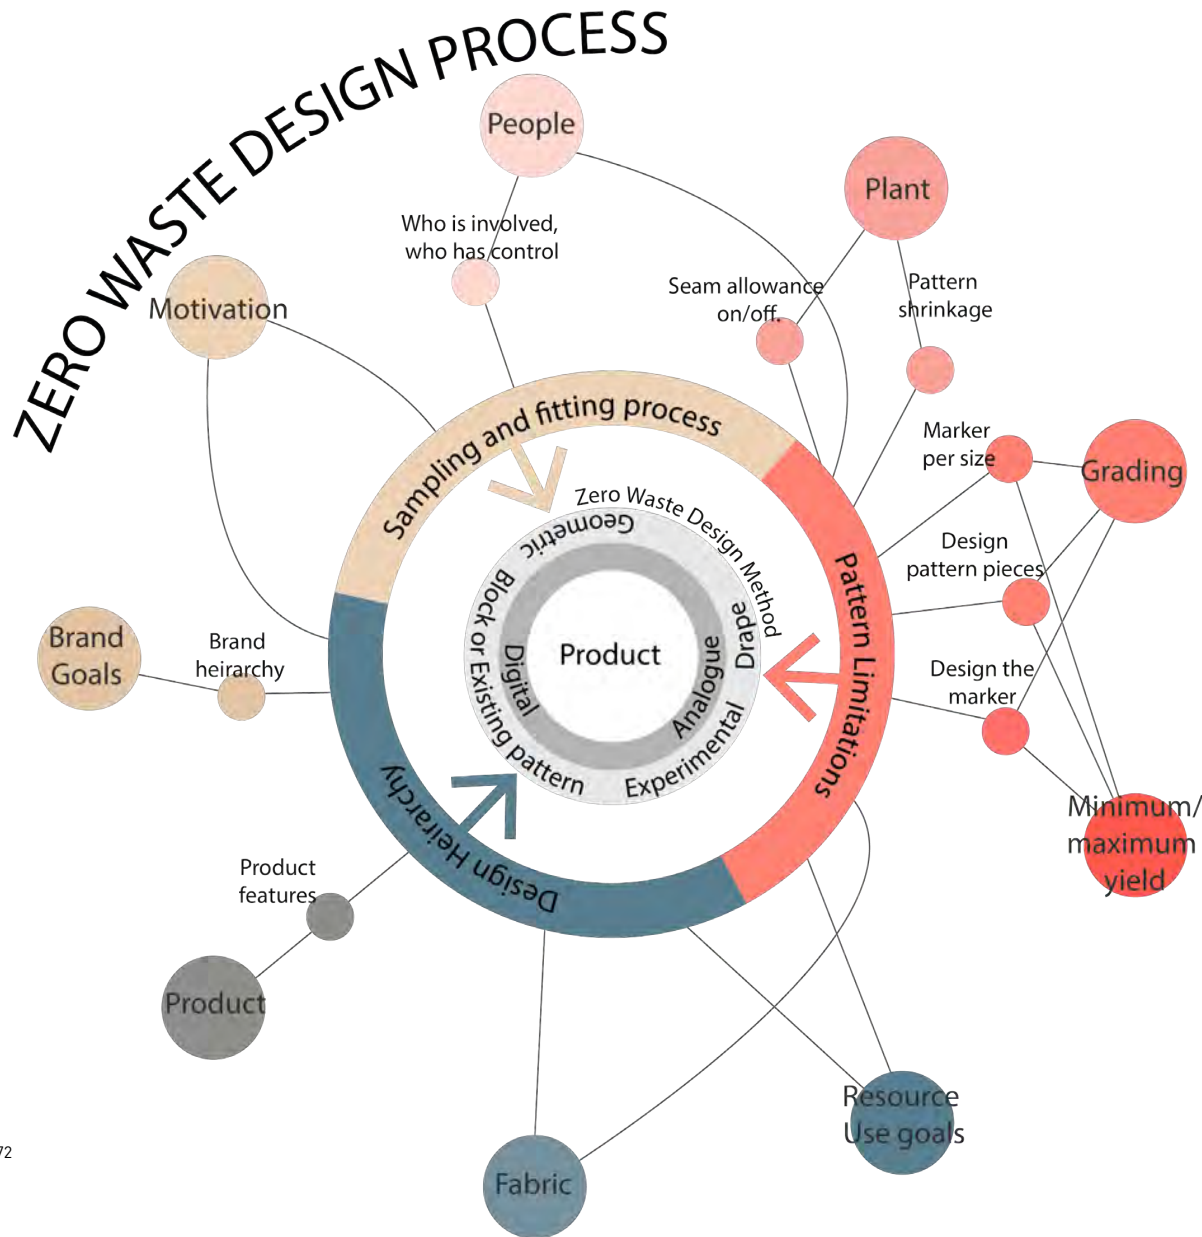 ZERO WASTE DESIGN PROCESS
People
Who is involved,
who has control
Plant
Seam allowance
on/off.
Pattern
shrinkage
Motivation
Marker
per size
Grading
Design
pattern pieces
Design the
marker
Minimum/
maximum
yield
Sampling and fitting process
Pattern Limitations
Design Heirarchy
Zero Waste Design Method
Geometric
Drape
Experimental
Block or Existing pattern
Digital
Analogue
Product
Brand
Goals
Brand
heirarchy
Product
features
Product
Fabric
Resource
Use goals
72